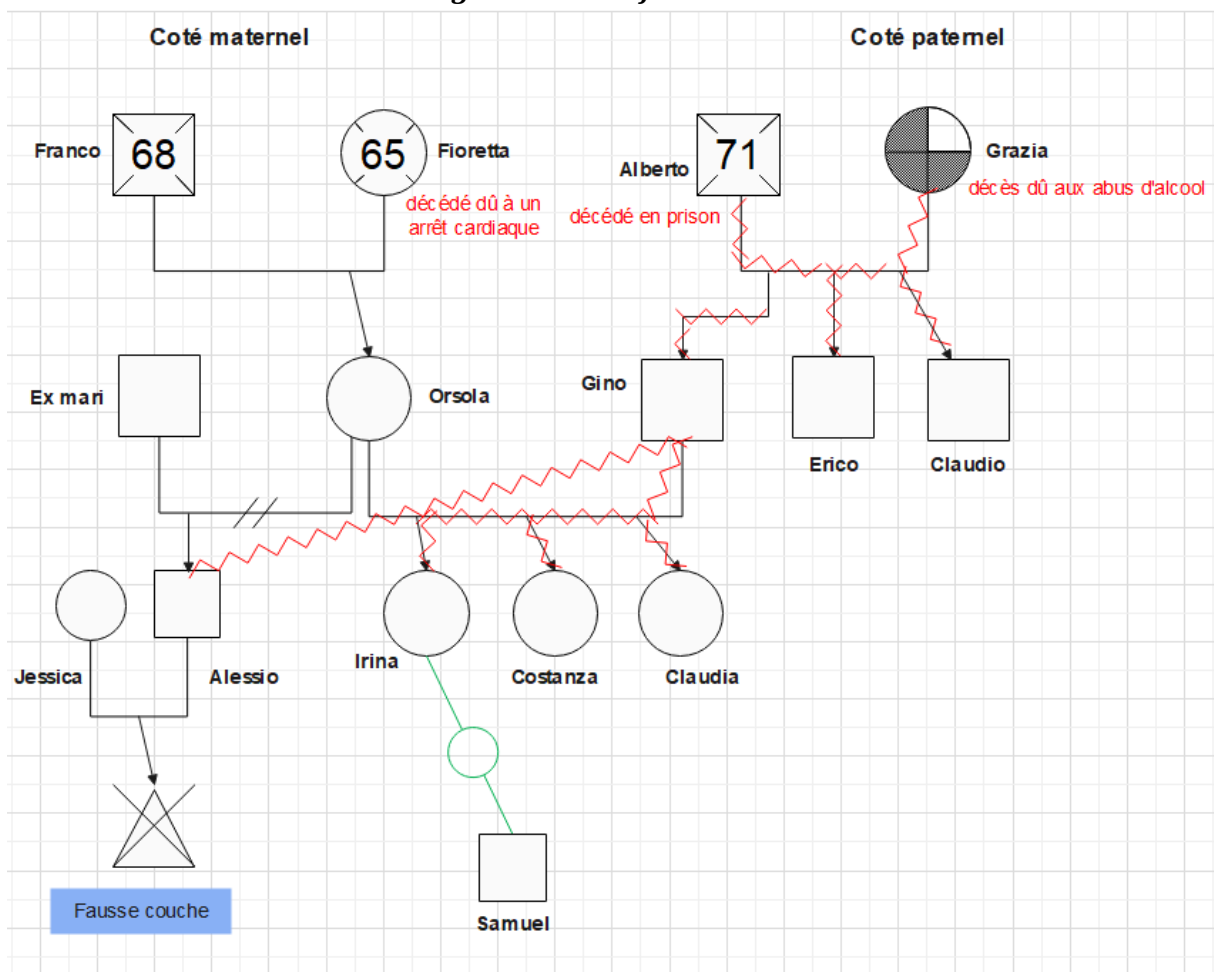 Coté maternel
Coté paternel
Franco
68
65
Fioretta
Alberto
71
Grazia
décédé dû à un
arrêt cardiaque
décédé en prison
décès dû aux abus d'alcool
Ex mari
Orsola
Gino
Erico
Claudio
Jessica
Alessio
Irina
Costanza
Claudia
Fausse couche
Samuel